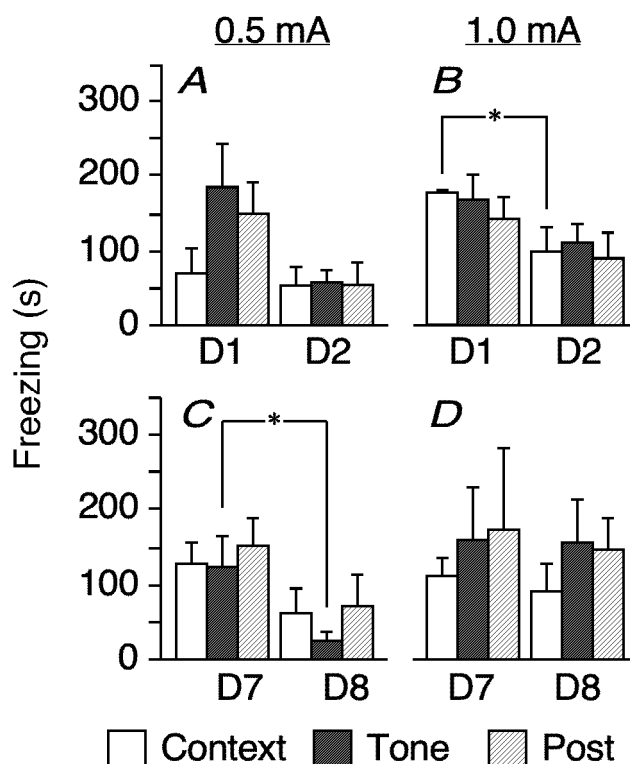 0.5 mA 1.0 mA
A B
300
200
100
0
*
D1 D2 D1 D2
Freezing (s)
C D
300
200
100
0
*
D7 D8 D7 D8
Context Tone Post